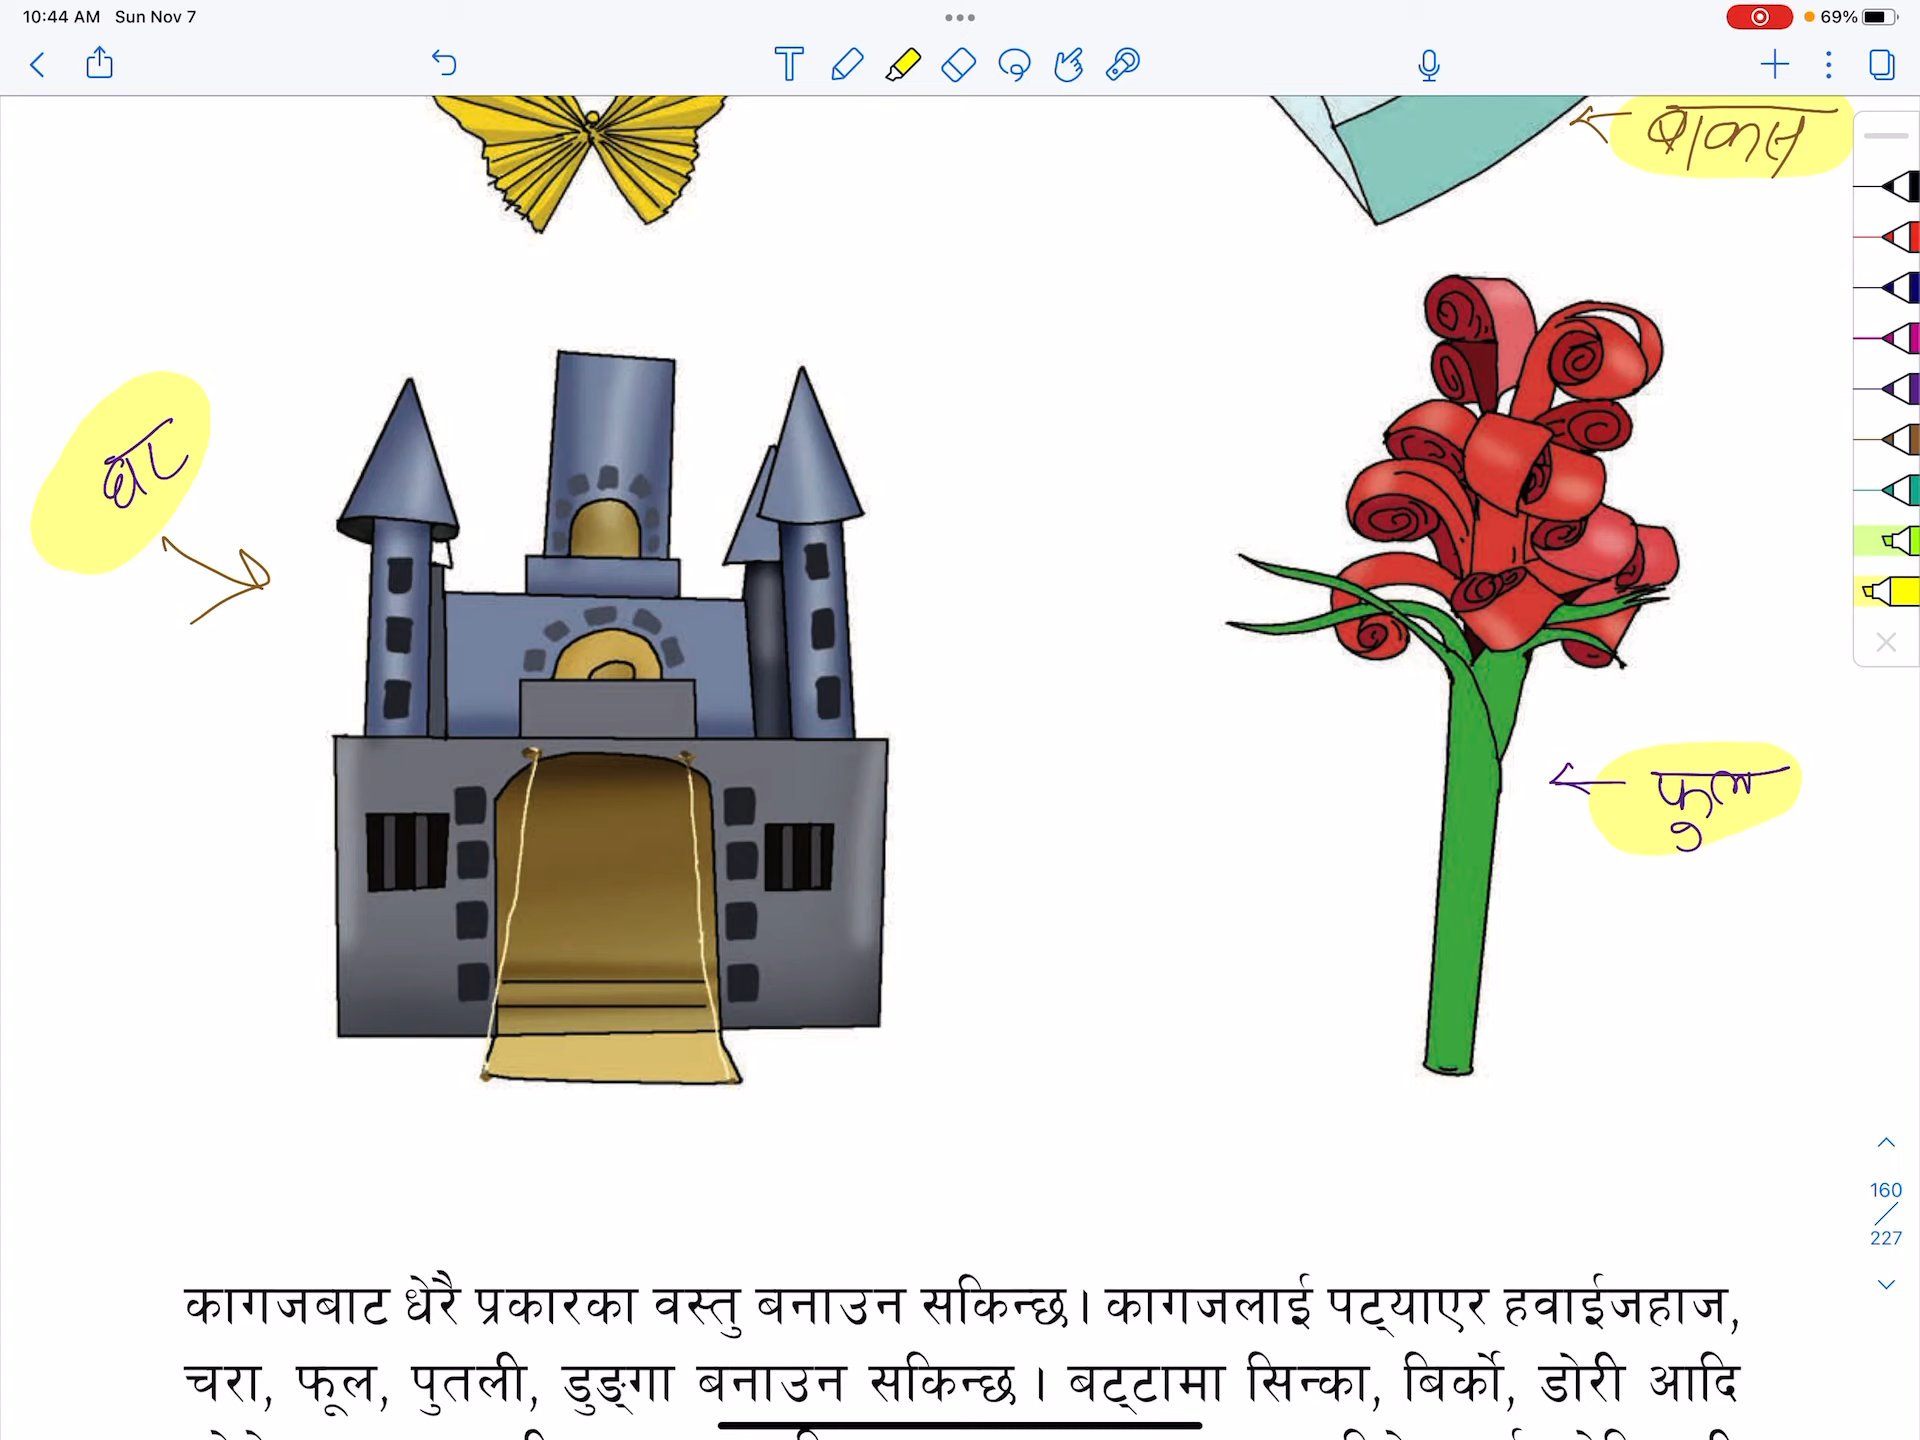 10:44 AM Sun Nov 7
69%
बाकस
घर
फुल
160
227
कागजबाट धेरै प्रकारका वस्तु बनाउन सकिन्छ। कागजलाई पट्याएर हवाईजहाज,
चरा, फूल, पुतली, डुङ्गा बनाउन सकिन्छ । बट्टामा सिन्का, बिर्को, डोरी आदि